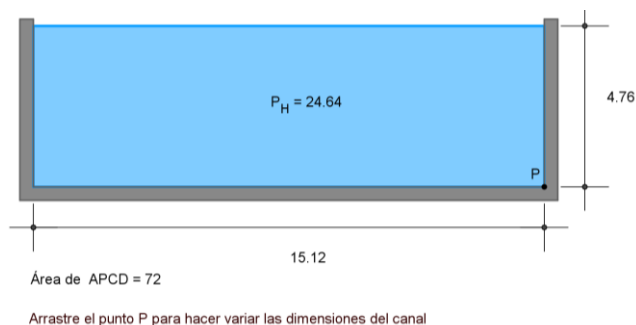 P_H = 24.64
4.76
P
15.12
Área de APCD = 72
Arrastre el punto P para hacer variar las dimensiones del canal